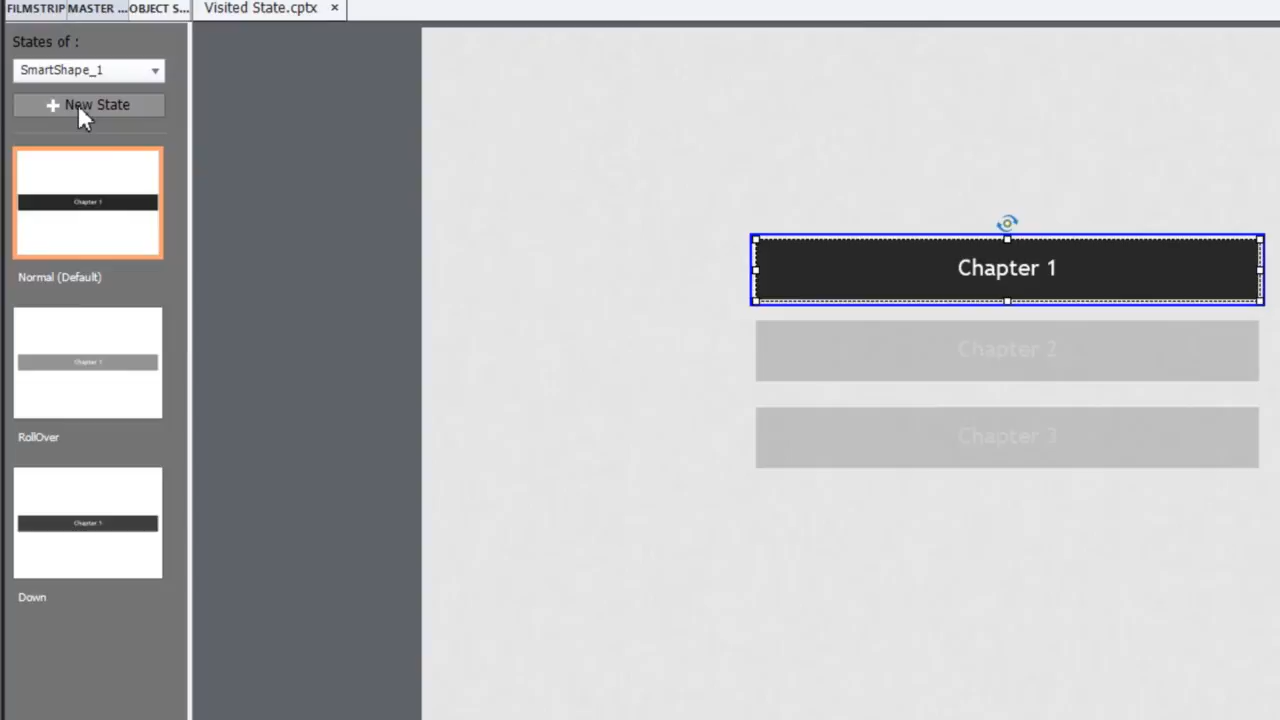 FILMSTRIP MASTER ... OBJECT S... Visited State.cptx ×
States of :
SmartShape_1
New State
Chapter 1
Normal (Default)
Chapter 1
RollOver
Chapter 1
Down
Chapter 1
Chapter 2
Chapter 3